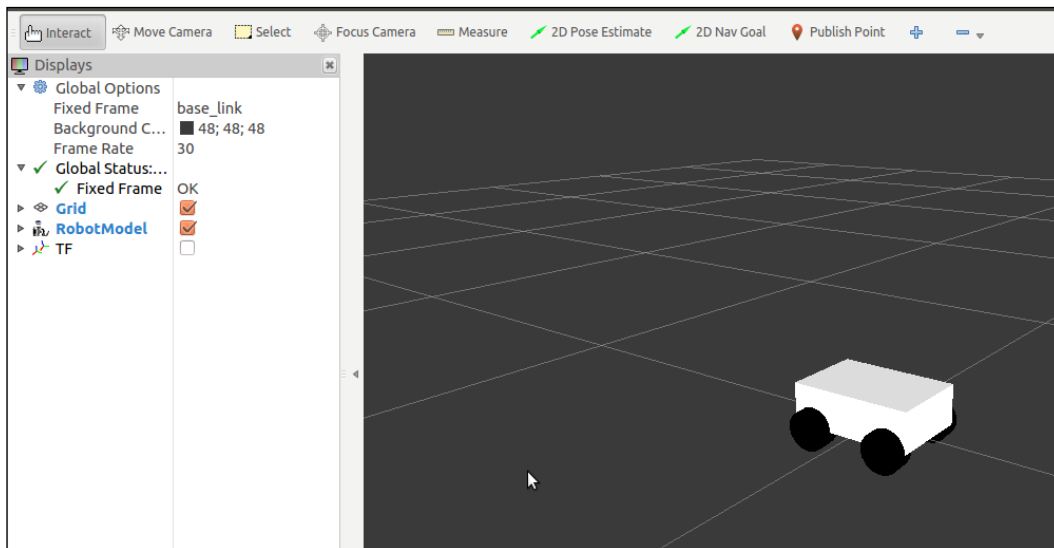 Interact Move Camera Select Focus Camera Measure 2D Pose Estimate 2D Nav Goal Publish Point
Displays
Global Options
Fixed Frame base_link
Background C... 48; 48; 48
Frame Rate 30
Global Status:...
Fixed Frame OK
Grid
RobotModel
TF